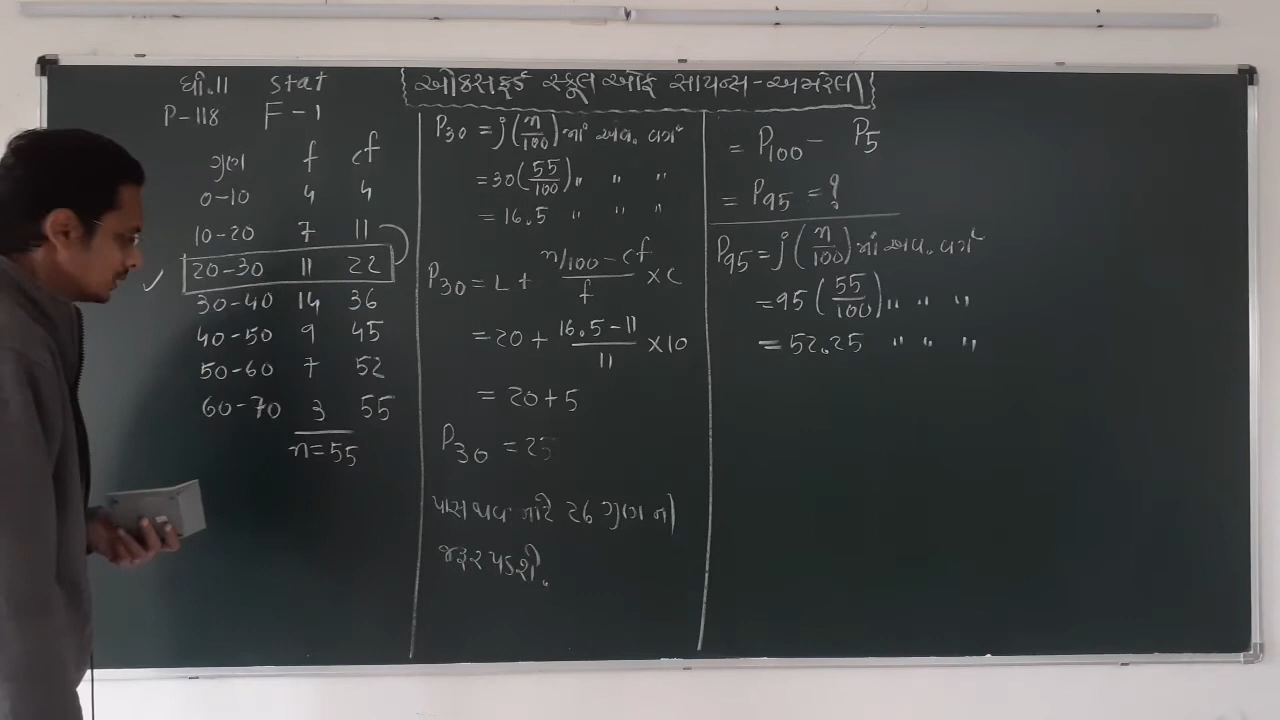 ધો.11 stat
P-118 F-1
{ઓક્સફર્ડ સ્કૂલ ઓફ સાયન્સ-અમરેલી}
ગુણ f cf
0-10 4 4
10-20 7 11
20-30 11 22
30-40 14 36
40-50 9 45
50-60 7 52
60-70 3 55
n=55
P30 = j(n/100)માં અવ. વર્ગ
=30(55/100) " " "
=16.5 " " "
P30 = L + (n/100 - cf)/f × C
=20 + (16.5-11)/11 × 10
= 20+5
P30 = 25
પાસ થવા માટે 26 ગુણ ની
જરૂર પડશે.
= P100 - P5
= P95 = ?
P95 = j(n/100)માં અવ. વર્ગ
=95(55/100) " " "
=52.25 " " "